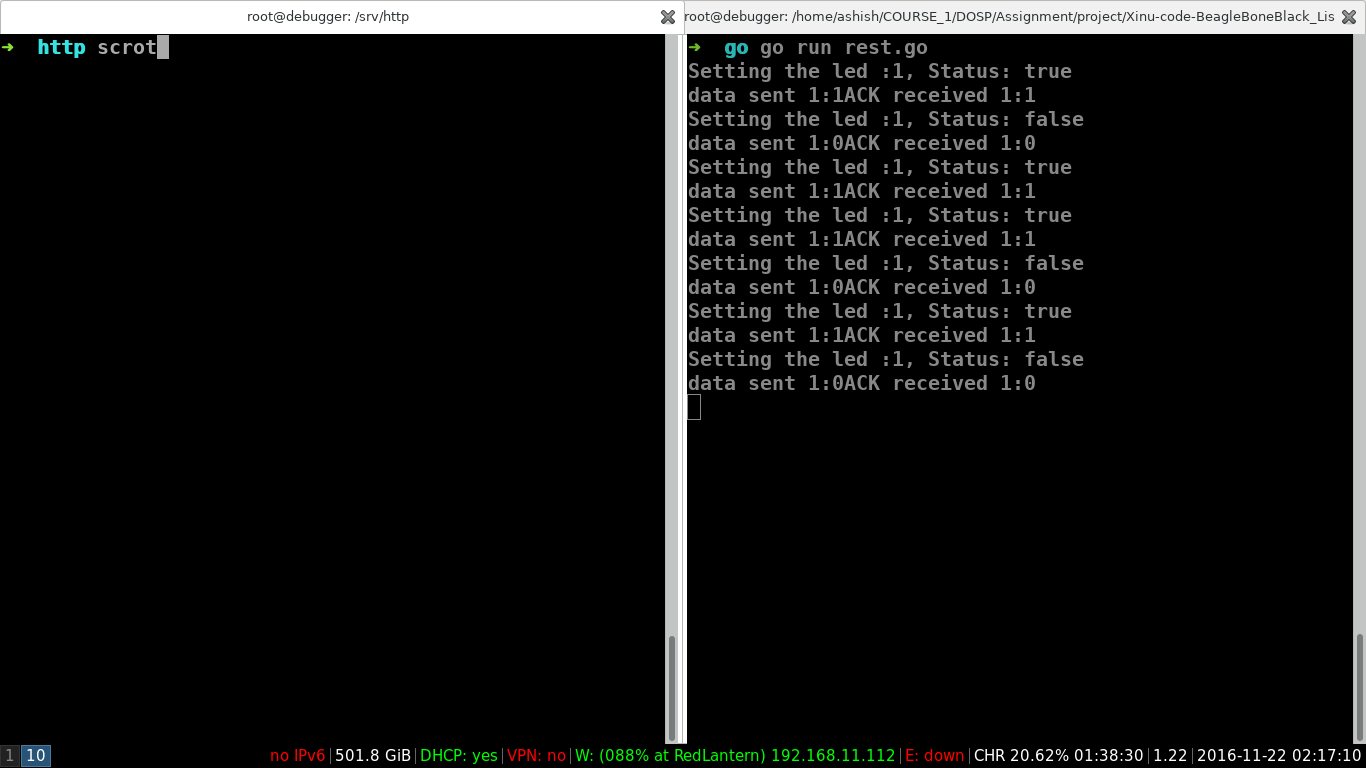 root@debugger: /srv/http
➜ http scrot
root@debugger: /home/ashish/COURSE_1/DOSP/Assignment/project/Xinu-code-BeagleBoneBlack_Lis
➜ go go run rest.go
Setting the led :1, Status: true
data sent 1:1ACK received 1:1
Setting the led :1, Status: false
data sent 1:0ACK received 1:0
Setting the led :1, Status: true
data sent 1:1ACK received 1:1
Setting the led :1, Status: true
data sent 1:1ACK received 1:1
Setting the led :1, Status: false
data sent 1:0ACK received 1:0
Setting the led :1, Status: true
data sent 1:1ACK received 1:1
Setting the led :1, Status: false
data sent 1:0ACK received 1:0
1 10 no IPv6|501.8 GiB|DHCP: yes|VPN: no|W: (088% at RedLantern) 192.168.11.112|E: down|CHR 20.62% 01:38:30|1.22|2016-11-22 02:17:10